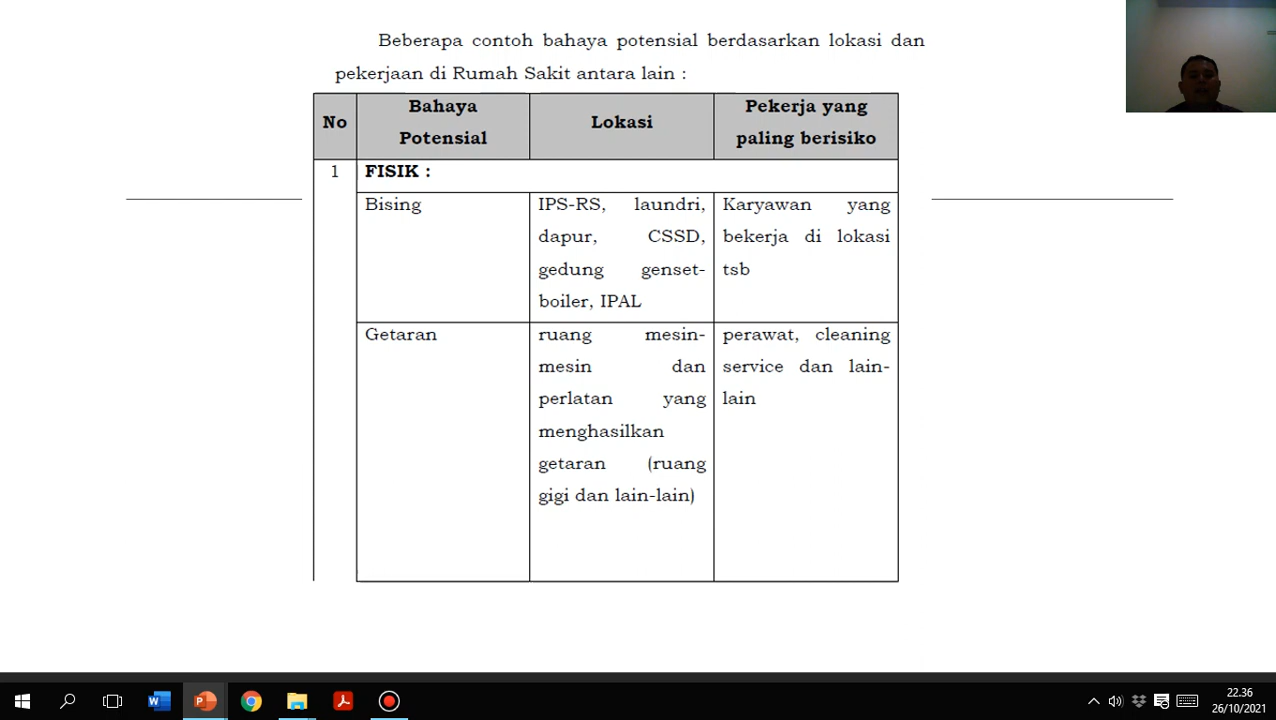 Beberapa contoh bahaya potensial berdasarkan lokasi dan
pekerjaan di Rumah Sakit antara lain :
No
Bahaya
Potensial
Lokasi
Pekerja yang
paling berisiko
1
FISIK :
Bising
IPS-RS, laundri,
dapur, CSSD,
gedung genset-
boiler, IPAL
Karyawan yang
bekerja di lokasi
tsb
Getaran
ruang mesin-
mesin dan
perlatan yang
menghasilkan
getaran (ruang
gigi dan lain-lain)
perawat, cleaning
service dan lain-
lain
22.36
26/10/2021